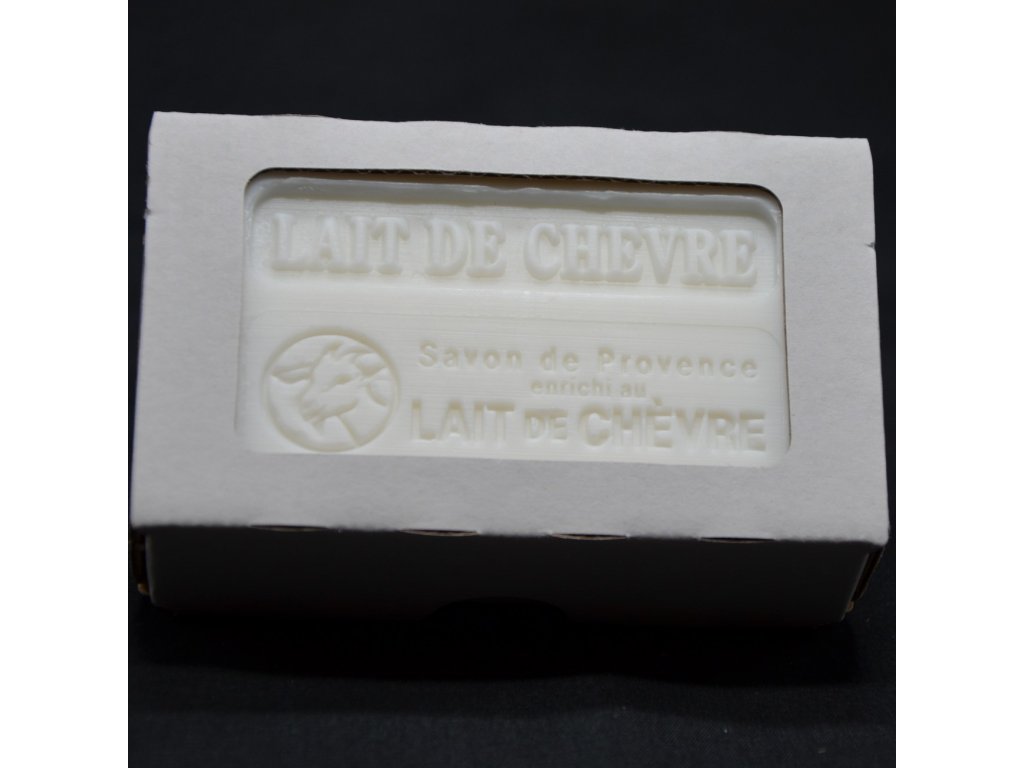 LAIT DE CHEVRE
Savon de Provence
enrichi au
LAIT DE CHÈVRE